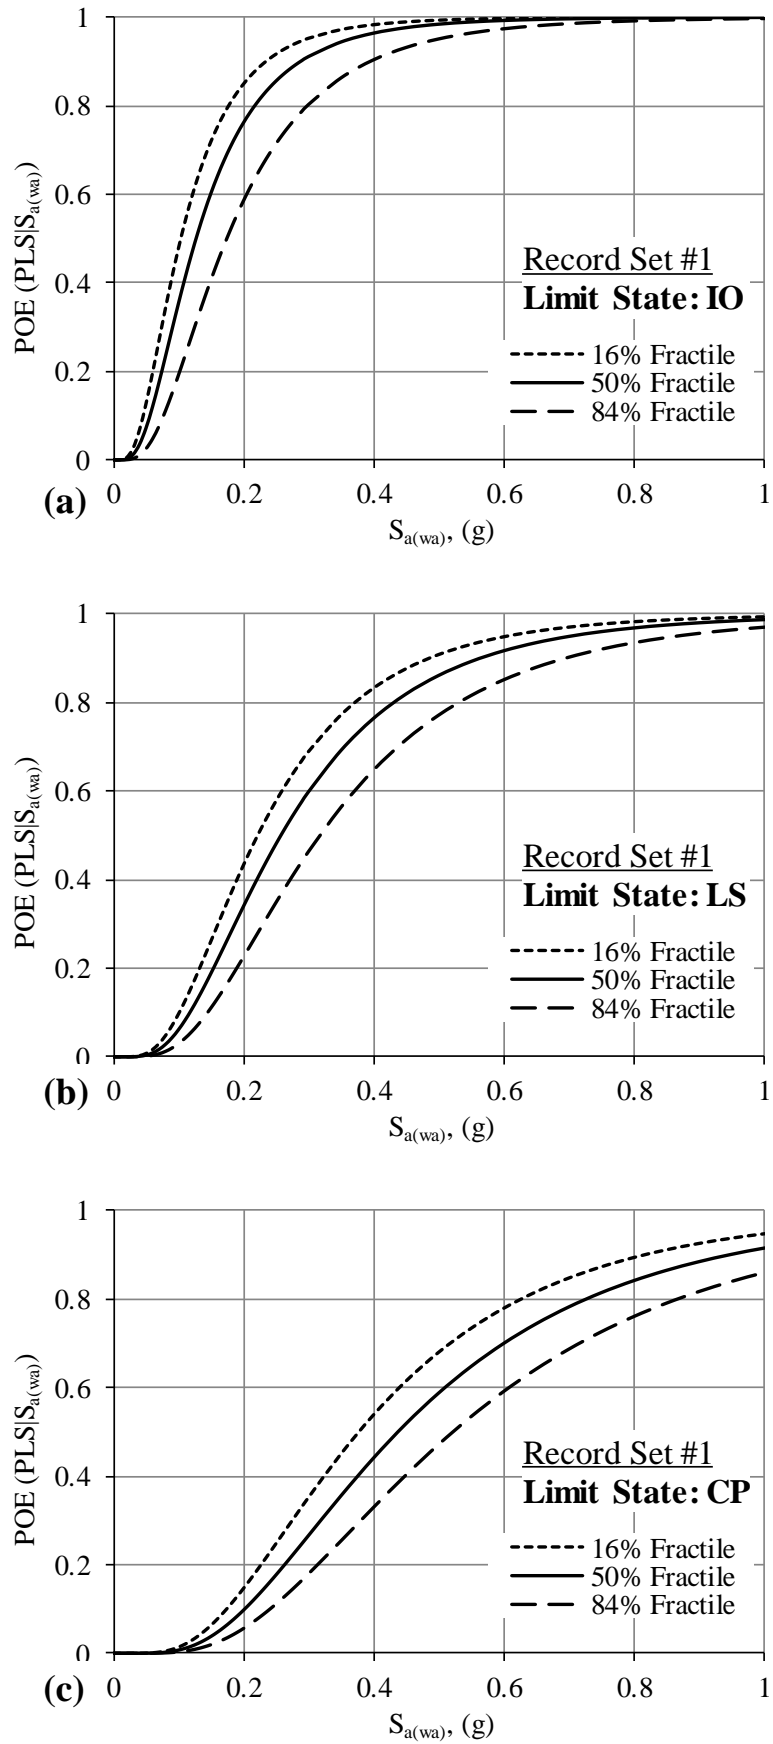 1
0.8
0.6
0.4
0.2
0
POE (PLS|Sa(wa))
Record Set #1
Limit State: IO
16% Fractile
50% Fractile
84% Fractile
(a)
0 0.2 0.4 0.6 0.8 1
Sa(wa), (g)
1
0.8
0.6
0.4
0.2
0
POE (PLS|Sa(wa))
Record Set #1
Limit State: LS
16% Fractile
50% Fractile
84% Fractile
(b)
0 0.2 0.4 0.6 0.8 1
Sa(wa), (g)
1
0.8
0.6
0.4
0.2
0
POE (PLS|Sa(wa))
Record Set #1
Limit State: CP
16% Fractile
50% Fractile
84% Fractile
(c)
0 0.2 0.4 0.6 0.8 1
Sa(wa), (g)